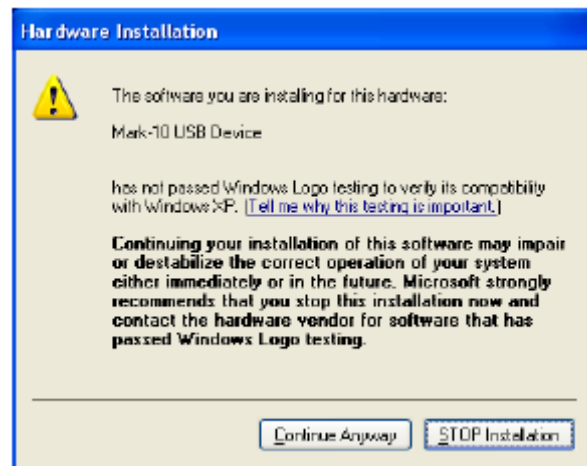 Hardware Installation
The software you are installing for this hardware:
Mark-10 USB Device
has not passed Windows Logo testing to verify its compatibility
with Windows XP. (Tell me why this testing is important.)
Continuing your installation of this software may impair
or destabilize the correct operation of your system
either immediately or in the future. Microsoft strongly
recommends that you stop this installation now and
contact the hardware vendor for software that has
passed Windows Logo testing.
Continue Anyway
STOP Installation